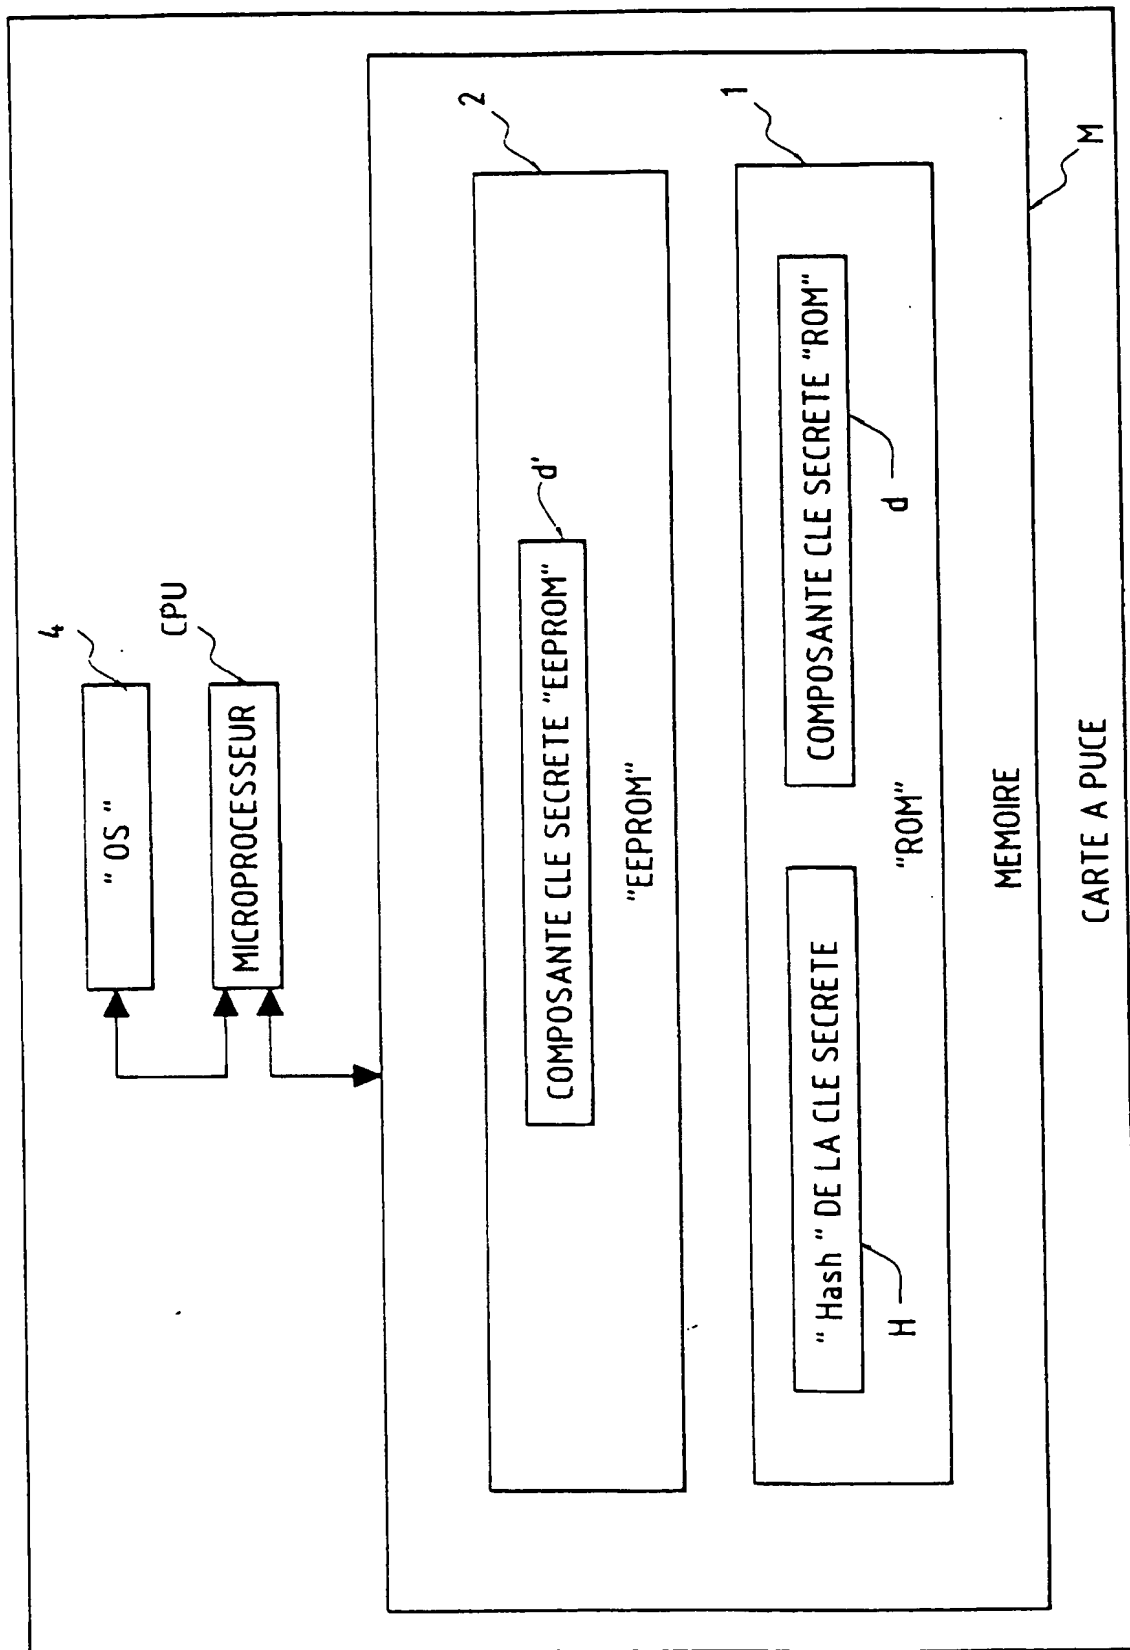 4
" OS "
CPU
MICROPROCESSEUR
2
d'
COMPOSANTE CLE SECRETE "EEPROM"
"EEPROM"
1
" Hash " DE LA CLE SECRETE
COMPOSANTE CLE SECRETE "ROM"
H
"ROM"
d
MEMOIRE
M
CARTE A PUCE